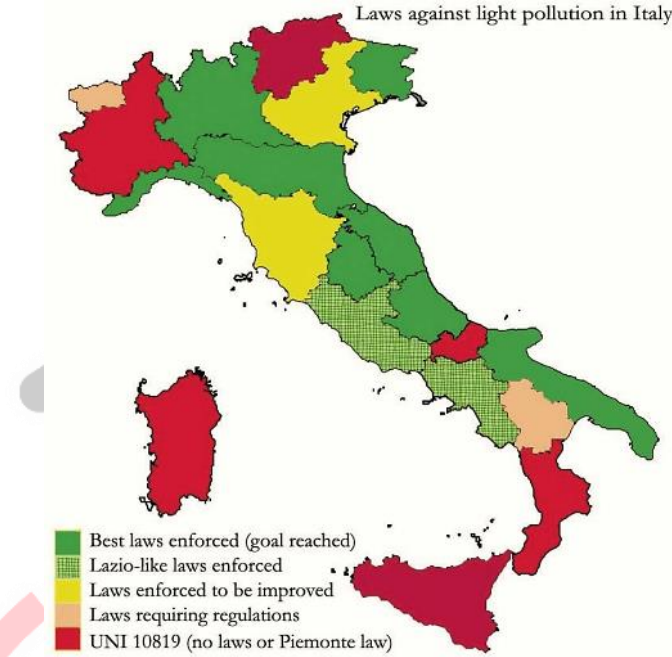 Laws against light pollution in Italy
Best laws enforced (goal reached)
Lazio-like laws enforced
Laws enforced to be improved
Laws requiring regulations
UNI 10819 (no laws or Piemonte law)